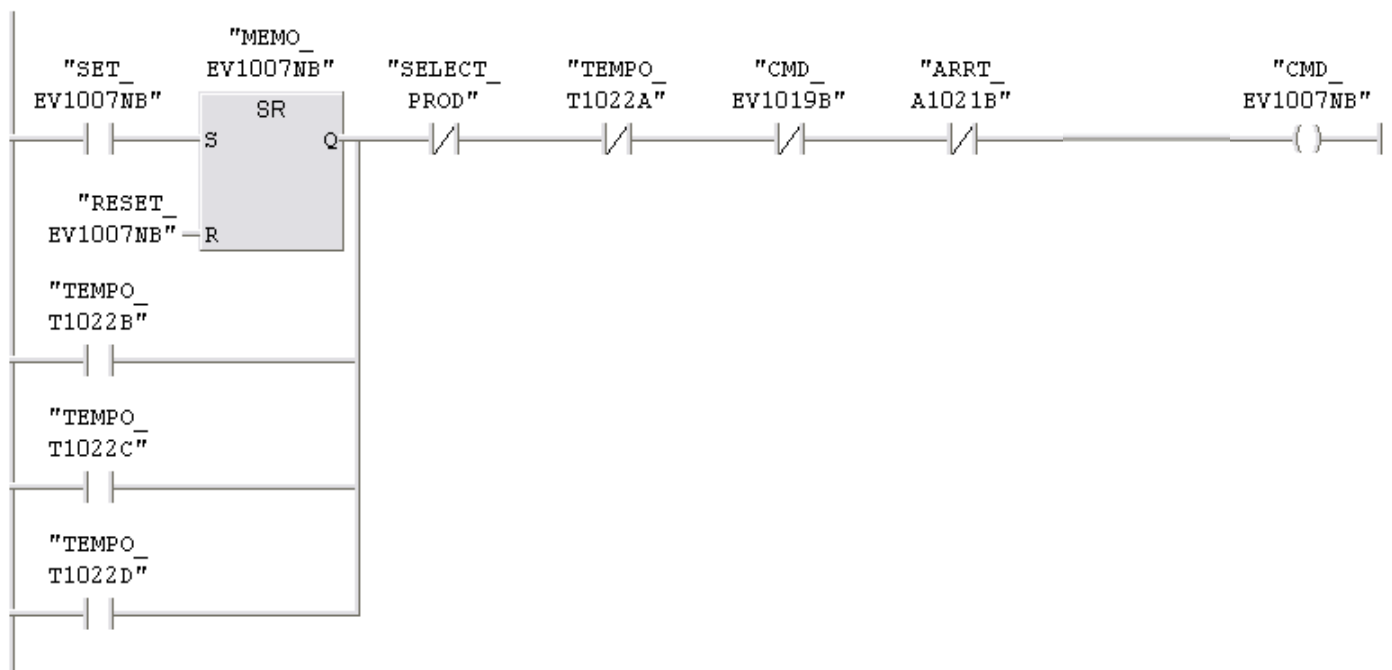 "MEMO_
"SET_
EV1007NB"
EV1007NB"
"SELECT_
PROD"
"TEMPO_
T1022A"
"CMD_
EV1019B"
"ARRT_
A1021B"
"CMD_
EV1007NB"
SR
S
Q
"RESET_
EV1007NB"
R
"TEMPO_
T1022B"
"TEMPO_
T1022C"
"TEMPO_
T1022D"